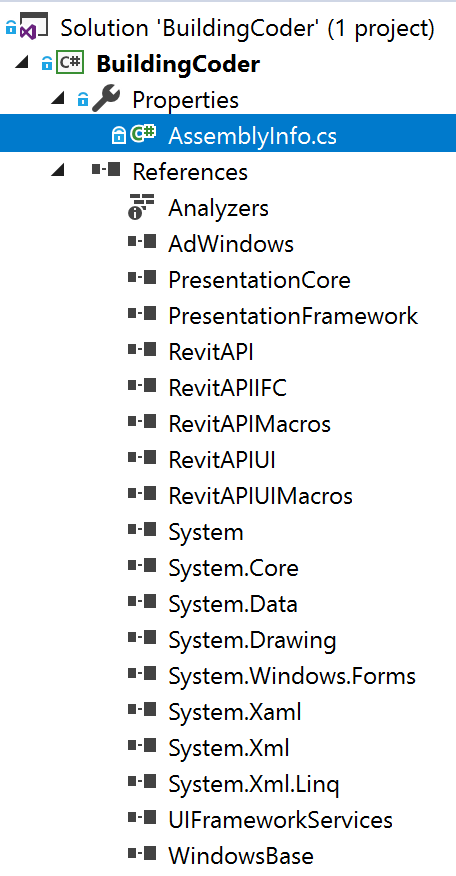 Solution 'BuildingCoder' (1 project)
C# BuildingCoder
Properties
C# AssemblyInfo.cs
References
Analyzers
AdWindows
PresentationCore
PresentationFramework
RevitAPI
RevitAPIIFC
RevitAPIMacros
RevitAPIUI
RevitAPIUIMacros
System
System.Core
System.Data
System.Drawing
System.Windows.Forms
System.Xaml
System.Xml
System.Xml.Linq
UIFrameworkServices
WindowsBase